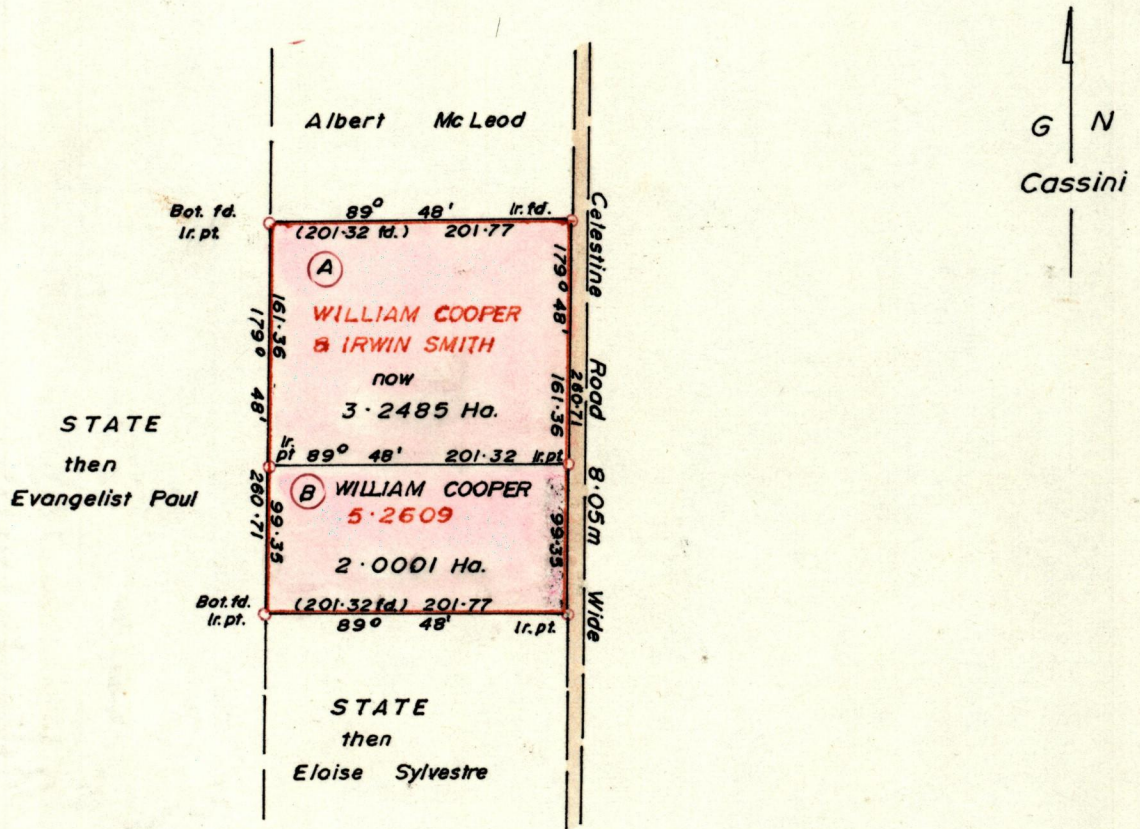 Albert McLeod
G N
Cassini
Bot. fd.
Ir. pt.
89° 48'
Ir. fd.
(201·32 fd.) 201·77
A
WILLIAM COOPER
& IRWIN SMITH
now
3·2485 Ha.
161·36
179° 48'
179° 48'
161·36
260·71
Celestine Road 8·05m Wide
STATE
then
Evangelist Paul
Ir.
pt 89° 48' 201·32 Ir. pt.
B WILLIAM COOPER
5·2609
2·0001 Ha.
260·71
99·35
99·35
Bot. fd.
Ir. pt.
(201·32 fd.) 201·77
89° 48'
Ir. pt.
STATE
then
Eloise Sylvestre